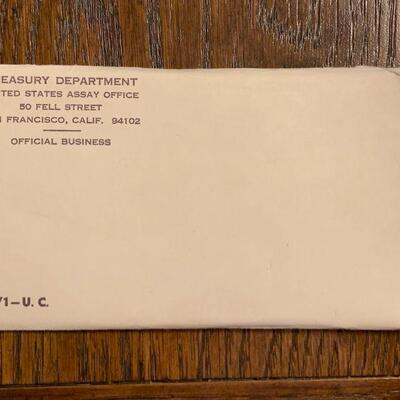 EASURY DEPARTMENT
TED STATES ASSAY OFFICE
50 FELL STREET
FRANCISCO, CALIF. 94102
OFFICIAL BUSINESS
71—U. C.